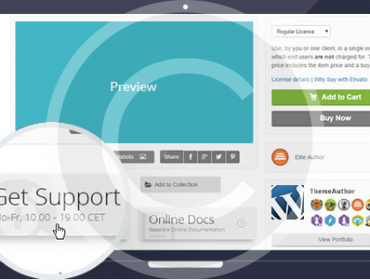 Preview
Regular License
Use, by you or one client, in a single en
which end users are not charged for. T
price includes the item price and a buy
License details | Why buy with Envato
Add to Cart
Buy Now
Share
Elite Author
Add to Collection
Get Support
Mo-Fr, 10.00 - 19.00 CET
Online Docs
Read the Online Documentation
ThemeAuthor
View Portfolio